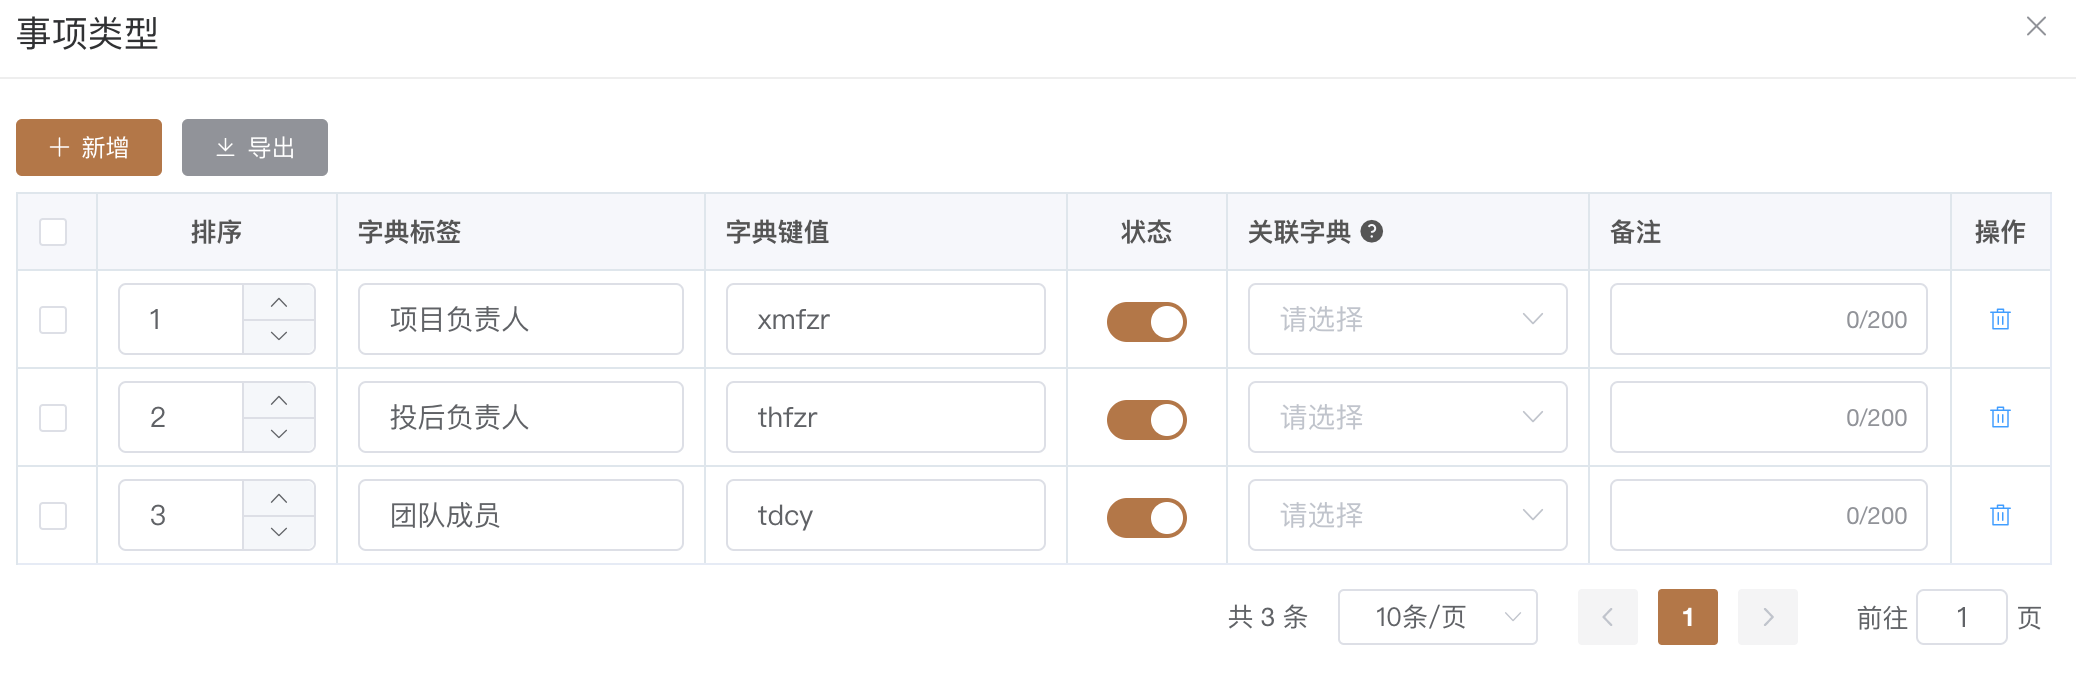 事项类型
新增 导出
排序 字典标签 字典键值 状态 关联字典 ? 备注 操作
1 项目负责人 xmfzr 请选择 0/200
2 投后负责人 thfzr 请选择 0/200
3 团队成员 tdcy 请选择 0/200
共 3 条 10条/页 1 前往 1 页